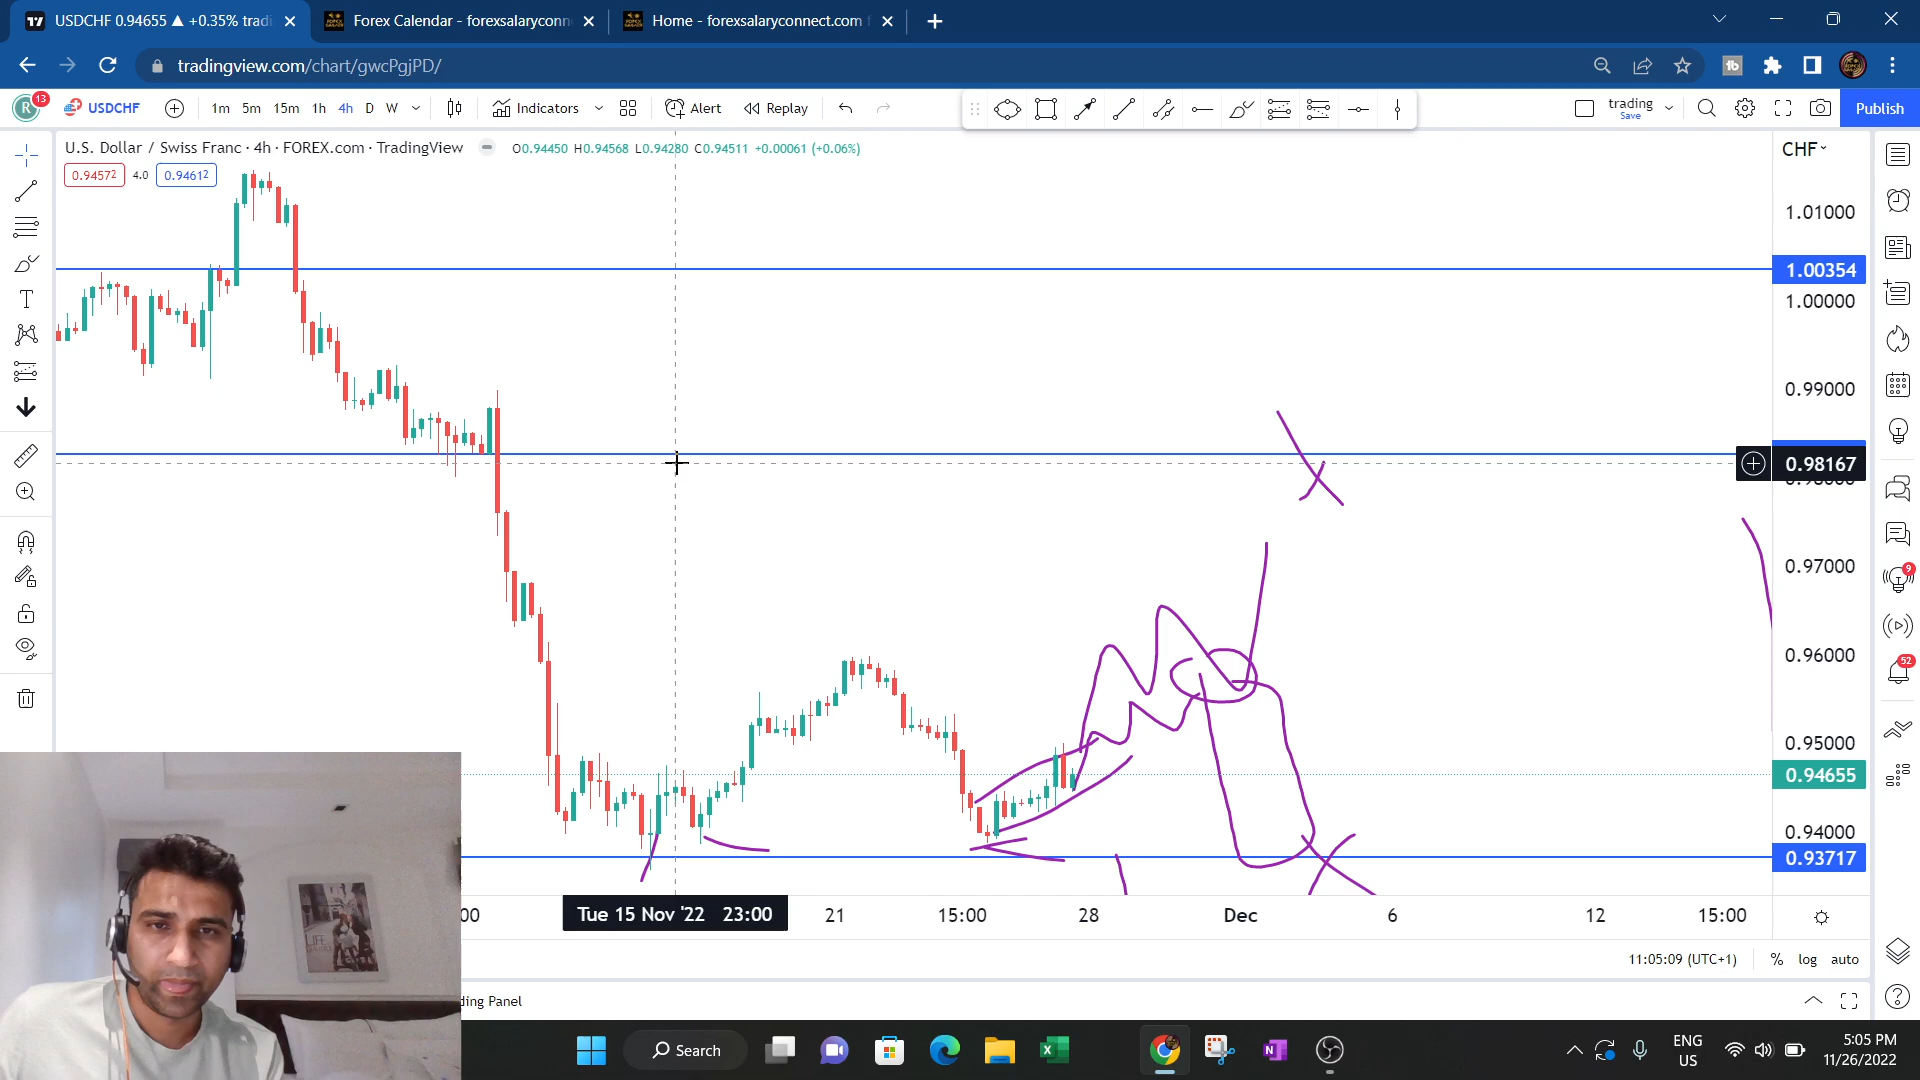 USDCHF 0.94655 ▲ +0.35% tradi
Forex Calendar - forexsalaryconn
Home - forexsalaryconnect.com f
tradingview.com/chart/gwcPgjPD/
R 13 USDCHF 1m 5m 15m 1h 4h D W Indicators Alert Replay trading Save Publish
U.S. Dollar / Swiss Franc · 4h · FOREX.com · TradingView O0.94450 H0.94568 L0.94280 C0.94511 +0.00061 (+0.06%) CHF
0.94572 4.0 0.94612
1.01000
1.00354
1.00000
0.99000
0.98167
0.97000
9
0.96000
52
0.95000
0.94655
0.94000
0.93717
:00 Tue 15 Nov '22 23:00 21 15:00 28 Dec 6 12 15:00
11:05:09 (UTC+1) % log auto
ding Panel
LIFE
Search
ENG
US
5:05 PM
11/26/2022